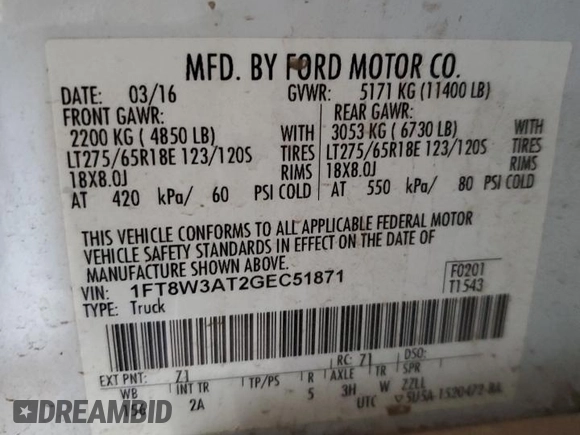 MFD. BY FORD MOTOR CO.
DATE: 03/16 GVWR: 5171 KG (11400 LB)
FRONT GAWR: REAR GAWR:
2200 KG ( 4850 LB) WITH 3053 KG ( 6730 LB) WITH
LT275/65R18E 123/120S TIRES LT275/65R18E 123/120S TIRES
18X8.0J RIMS 18X8.0J RIMS
AT 420 kPa/ 60 PSI COLD AT 550 kPa/ 80 PSI COLD
THIS VEHICLE CONFORMS TO ALL APPLICABLE FEDERAL MOTOR
VEHICLE SAFETY STANDARDS IN EFFECT ON THE DATE OF
MANUFACTURE SHOWN ABOVE.
VIN: 1FT8W3AT2GEC51871 F0201
TYPE: Truck T1543
EXT PNT: Z1 RC: 71 DSO:
WB INT TR TP/PS R AXLE TR SPR
156 2A 5 3H W ZZLL
UTC
DREAMBID